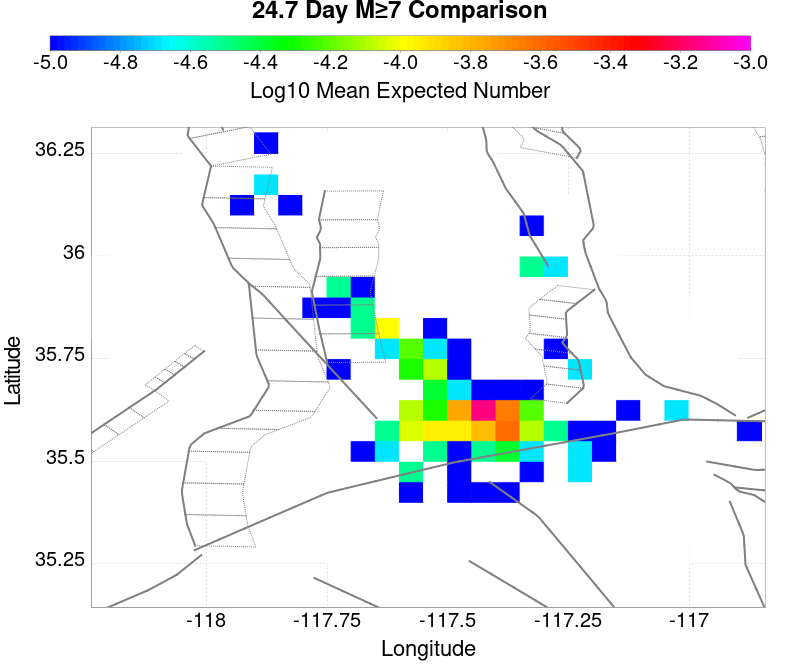 24.7 Day M≥7 Comparison
-5.0 -4.8 -4.6 -4.4 -4.2 -4.0 -3.8 -3.6 -3.4 -3.2 -3.0
Log10 Mean Expected Number
36.25
36
35.75
35.5
35.25
Latitude
-118 -117.75 -117.5 -117.25 -117
Longitude